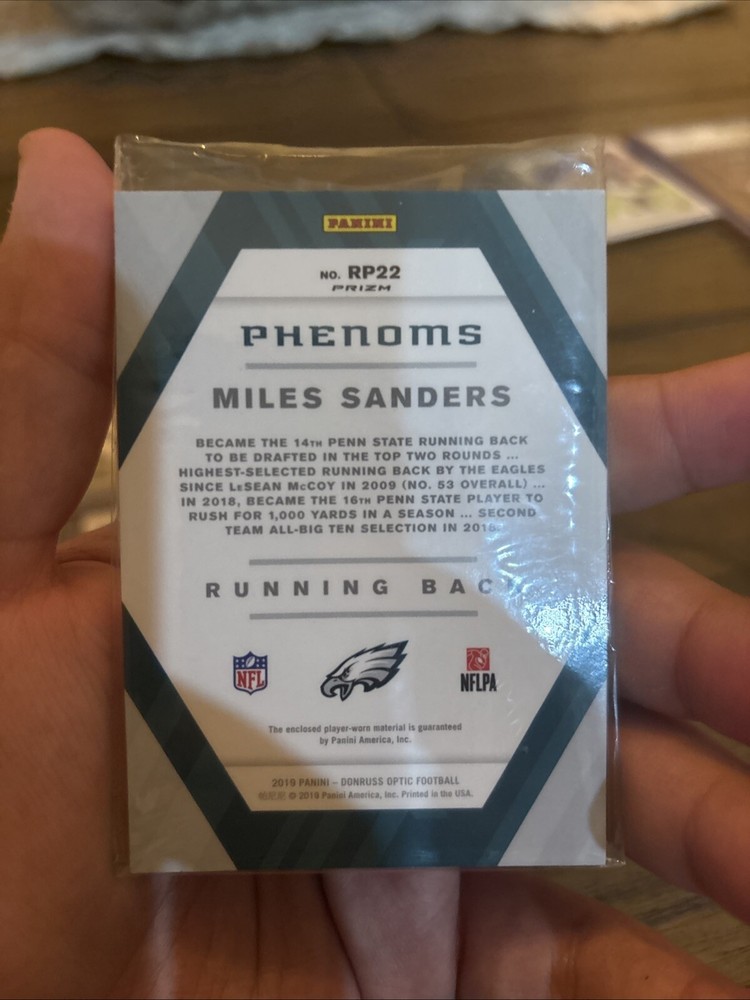 PANINI
NO. RP22
PRIZM
PHENOMS
MILES SANDERS
BECAME THE 14TH PENN STATE RUNNING BACK
TO BE DRAFTED IN THE TOP TWO ROUNDS ...
HIGHEST-SELECTED RUNNING BACK BY THE EAGLES
SINCE LESEAN MCCOY IN 2009 (NO. 53 OVERALL) ...
IN 2018, BECAME THE 16TH PENN STATE PLAYER TO
RUSH FOR 1,000 YARDS IN A SEASON ... SECOND
TEAM ALL-BIG TEN SELECTION IN 2018.
RUNNING BACK
NFL
NFLPA
The enclosed player-worn material is guaranteed
by Panini America, Inc.
2019 PANINI – DONRUSS OPTIC FOOTBALL
© 2019 Panini America, Inc. Printed in the USA.